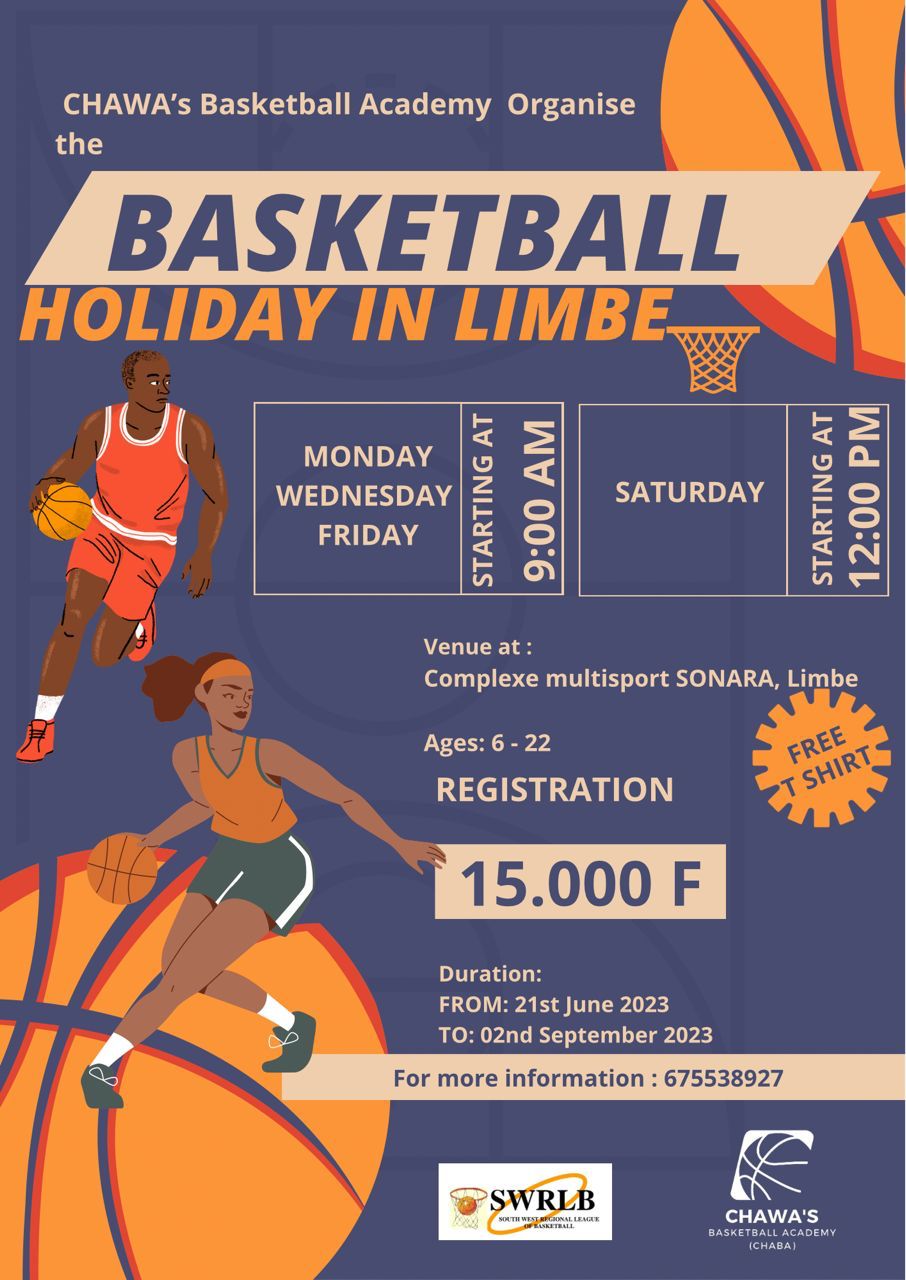 CHAWA's Basketball Academy Organise
the
BASKETBALL
HOLIDAY IN LIMBE
MONDAY
WEDNESDAY
FRIDAY
STARTING AT
9:00 AM
SATURDAY
STARTING AT
12:00 PM
Venue at :
Complexe multisport SONARA, Limbe
Ages: 6 - 22
FREE
T SHIRT
REGISTRATION
15.000 F
Duration:
FROM: 21st June 2023
TO: 02nd September 2023
For more information : 675538927
SWRLB
SOUTH WEST REGIONAL LEAGUE
OF BASKETBALL
CHAWA'S
BASKETBALL ACADEMY
(CHABA)